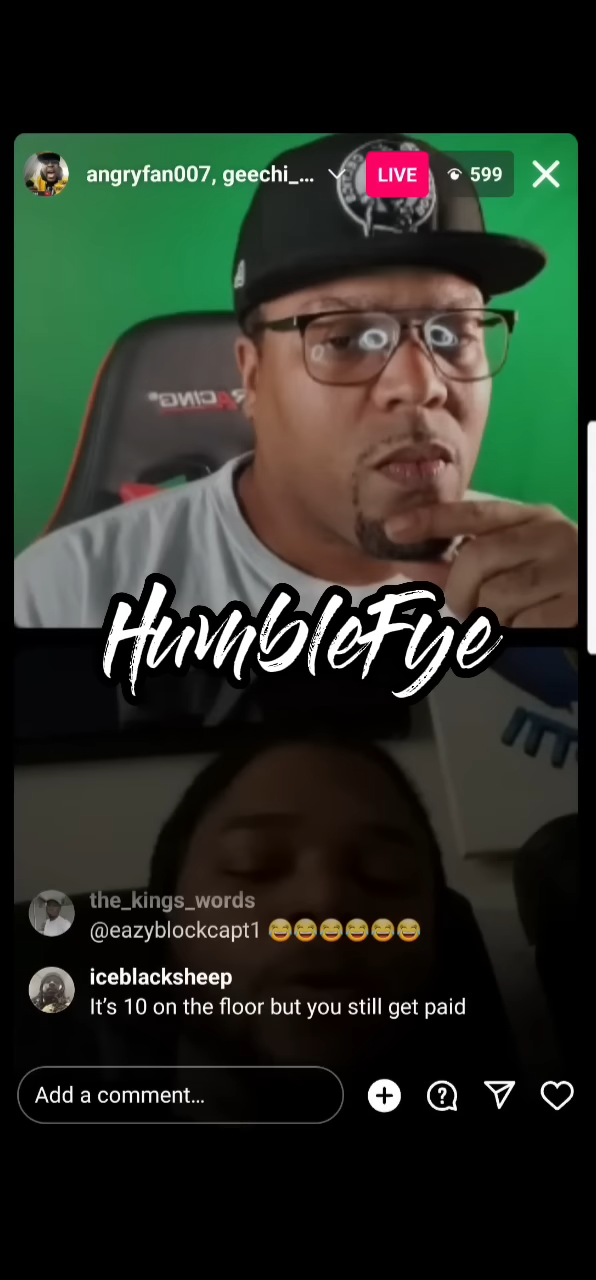 angryfan007, geechi_...
LIVE
599
HumbleFye
the_kings_words
@eazyblockcapt1 😂😂😂😂😂😂
iceblacksheep
It's 10 on the floor but you still get paid
Add a comment...